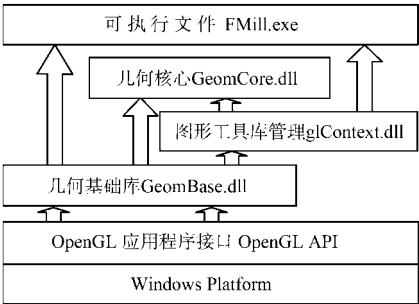 可执行文件 FMill.exe
几何核心GeomCore.dll
图形工具库管理glContext.dll
几何基础库GeomBase.dll
OpenGL 应用程序接口 OpenGL API
Windows Platform